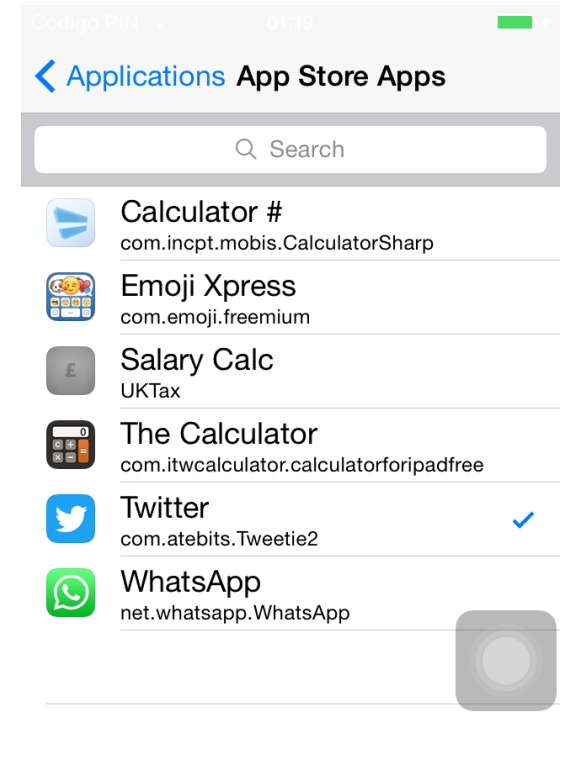 Código PIN
01:19
Applications App Store Apps
Search
Calculator #
com.incpt.mobis.CalculatorSharp
Emoji Xpress
com.emoji.freemium
£
Salary Calc
UKTax
0
The Calculator
com.itwcalculator.calculatorforipadfree
Twitter
com.atebits.Tweetie2
WhatsApp
net.whatsapp.WhatsApp